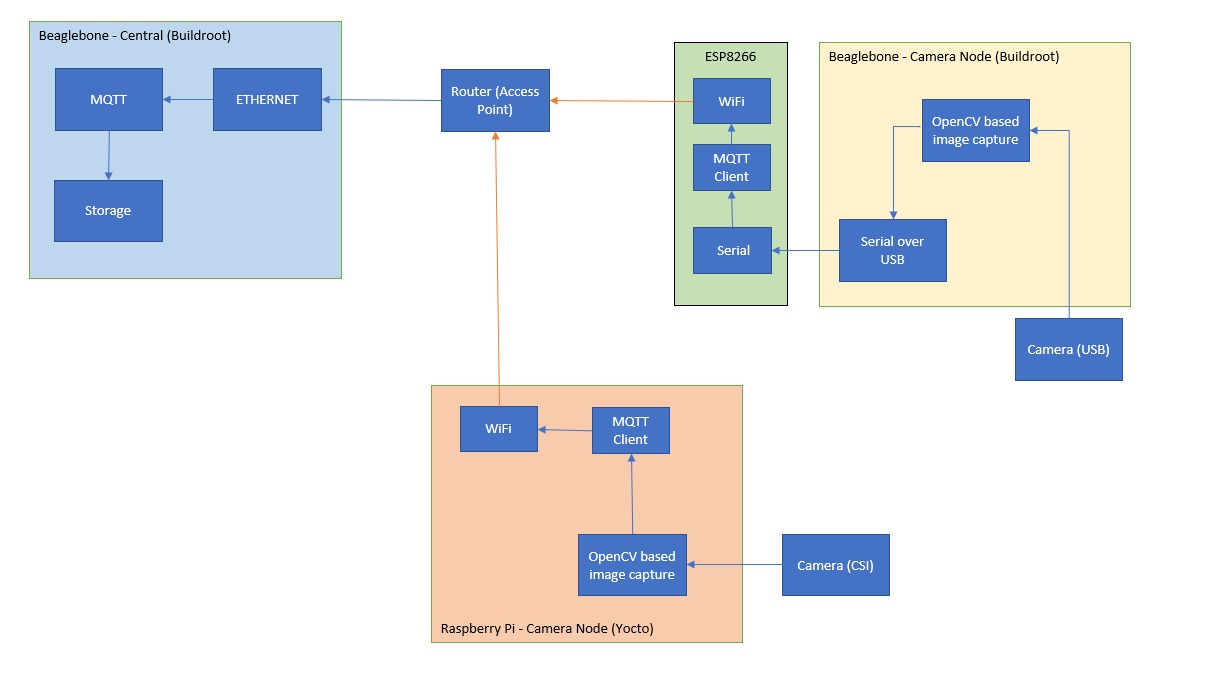 Beaglebone - Central (Buildroot)
MQTT
ETHERNET
Storage
Router (Access
Point)
ESP8266
WiFi
MQTT
Client
Serial
Beaglebone - Camera Node (Buildroot)
OpenCV based
image capture
Serial over
USB
Camera (USB)
WiFi
MQTT
Client
OpenCV based
image capture
Camera (CSI)
Raspberry Pi - Camera Node (Yocto)